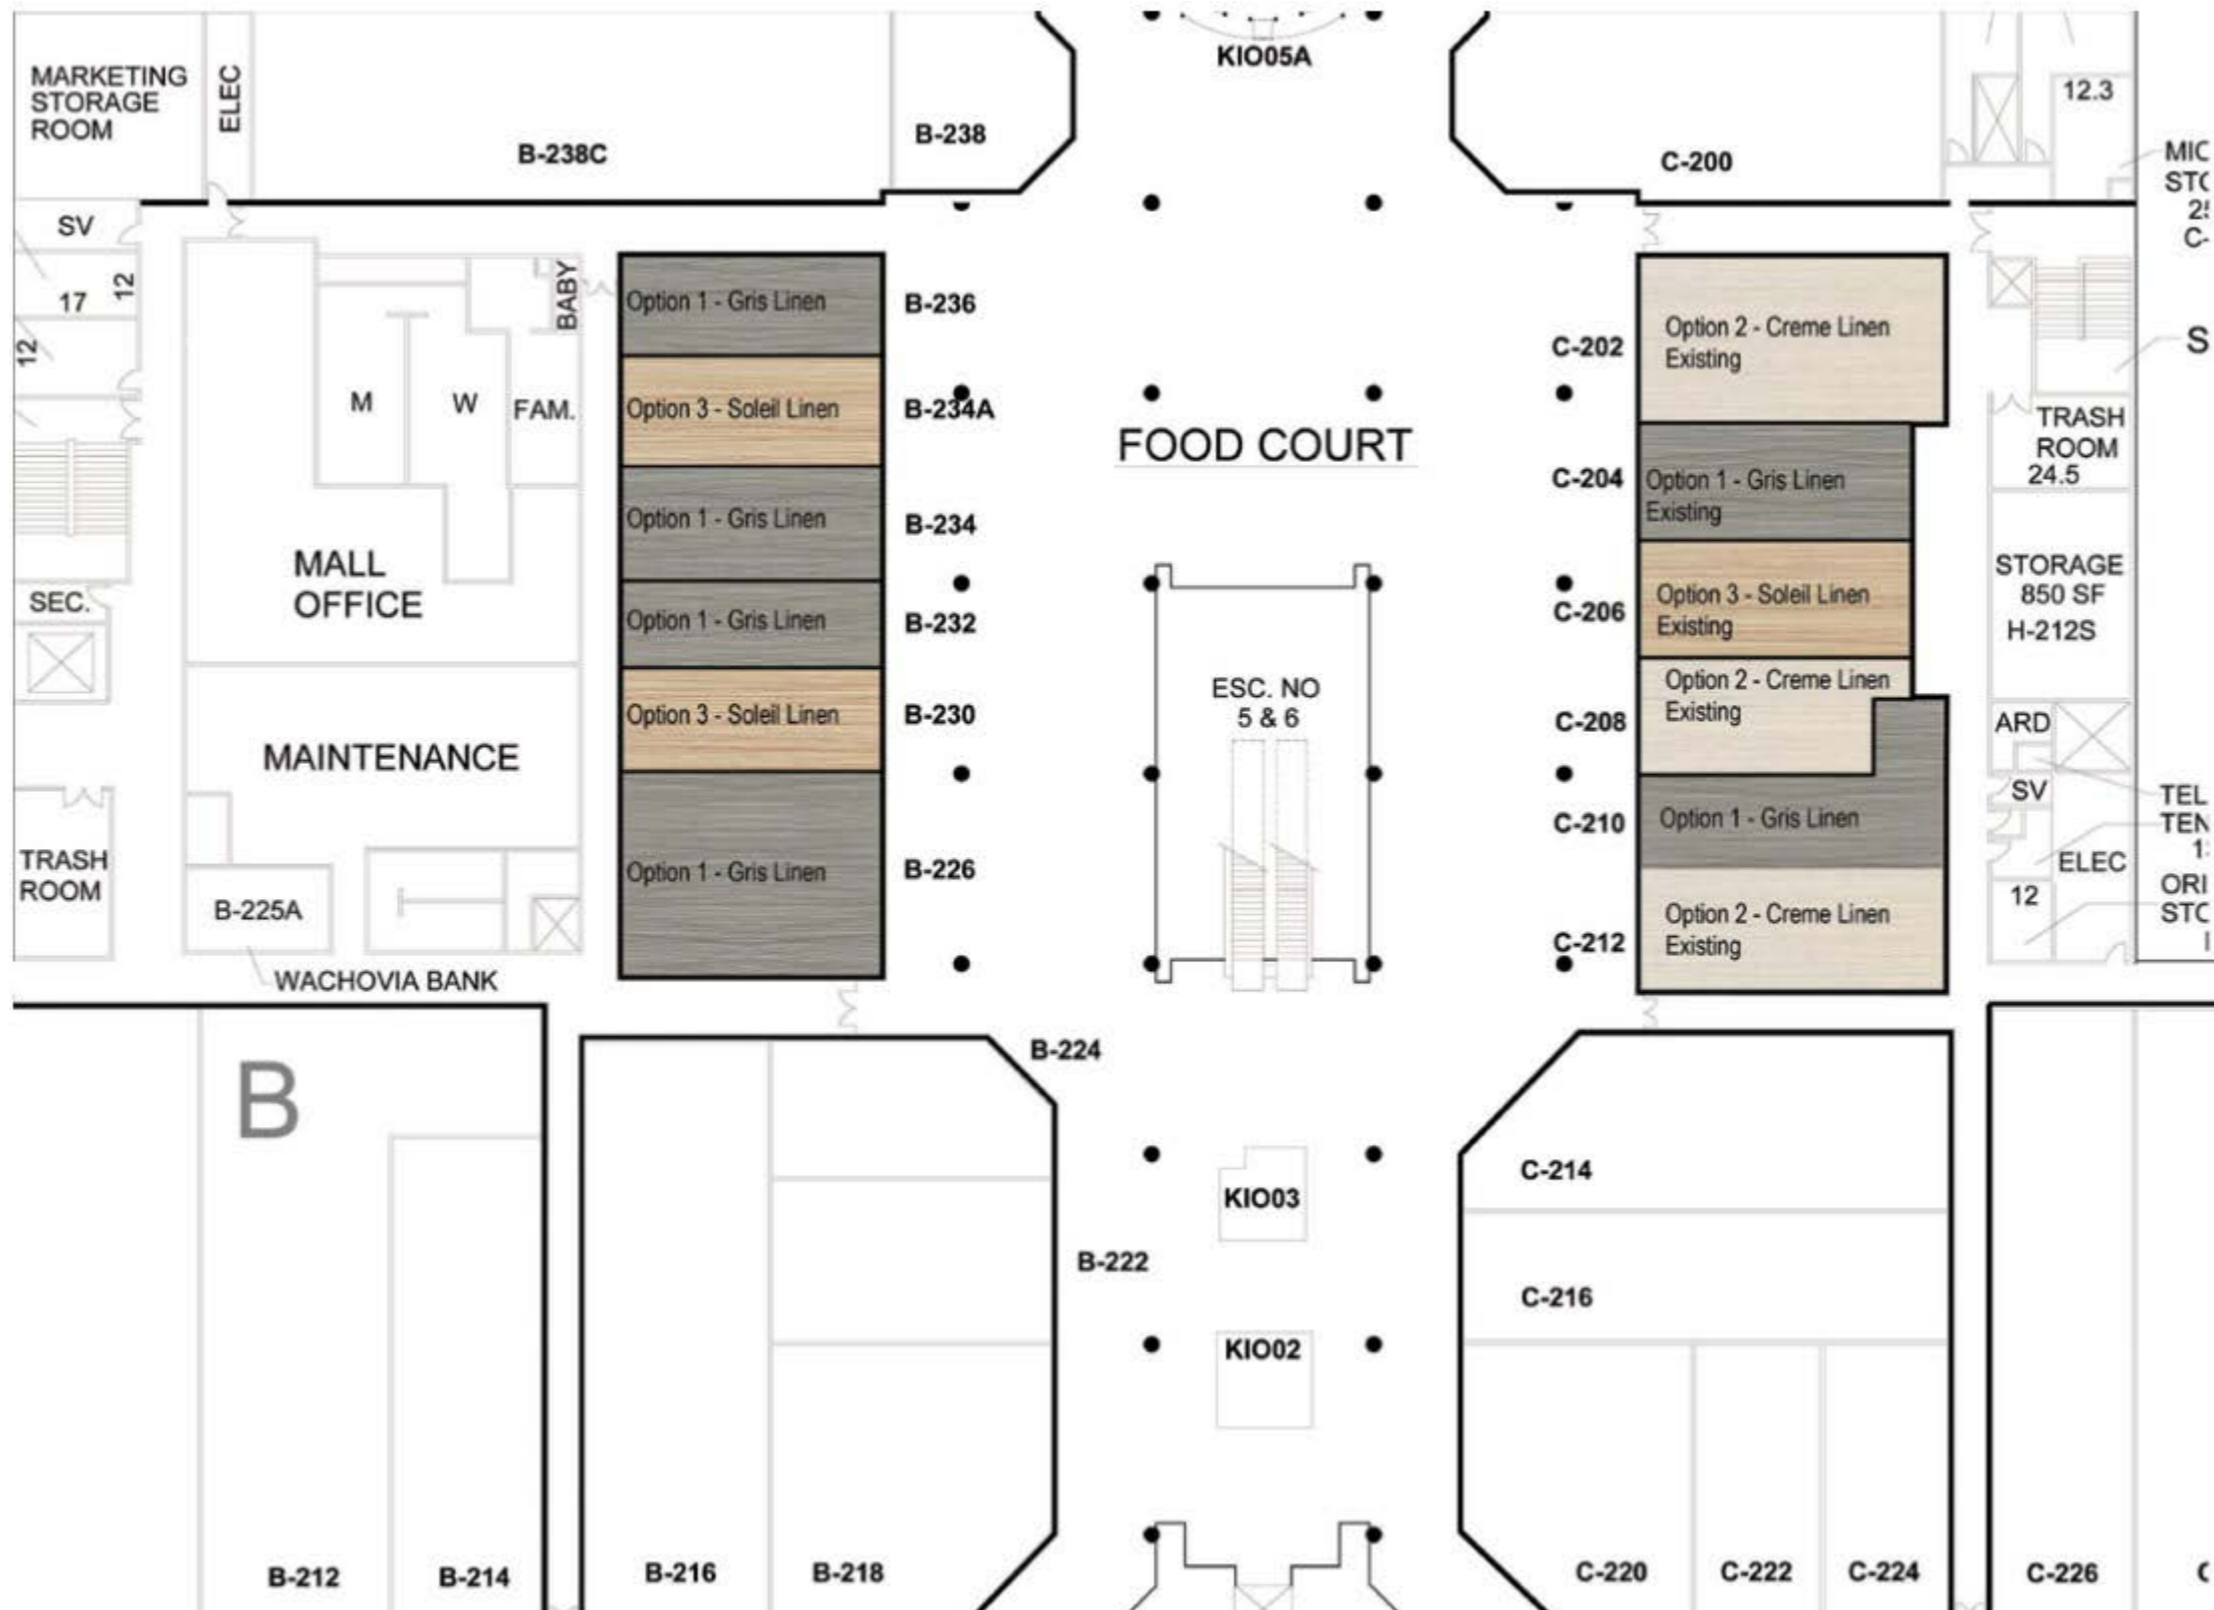 KIO05A
MARKETING
STORAGE
ROOM
ELEC
B-238C
B-238
C-200
12.3
SV
17
12
12
BABY
M
W
FAM.
MALL
OFFICE
SEC.
MAINTENANCE
TRASH
ROOM
B-225A
WACHOVIA BANK
Option 1 - Gris Linen
B-236
Option 3 - Soleil Linen
B-234A
Option 1 - Gris Linen
B-234
Option 1 - Gris Linen
B-232
Option 3 - Soleil Linen
B-230
Option 1 - Gris Linen
B-226
FOOD COURT
ESC. NO
5 & 6
C-202
Option 2 - Creme Linen
Existing
C-204
Option 1 - Gris Linen
Existing
C-206
Option 3 - Soleil Linen
Existing
C-208
Option 2 - Creme Linen
Existing
C-210
Option 1 - Gris Linen
C-212
Option 2 - Creme Linen
Existing
S
TRASH
ROOM
24.5
STORAGE
850 SF
H-212S
ARD
SV
TEL
ELEC
12
B
B-224
B-222
KIO03
KIO02
C-214
C-216
B-212
B-214
B-216
B-218
C-220
C-222
C-224
C-226